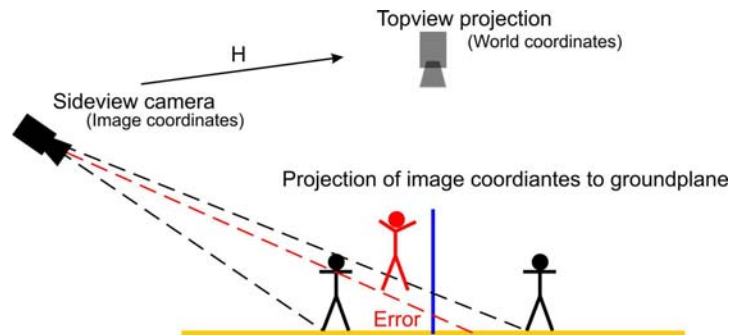 Topview projection
(World coordinates)
H
Sideview camera
(Image coordinates)
Projection of image coordiantes to groundplane
Error